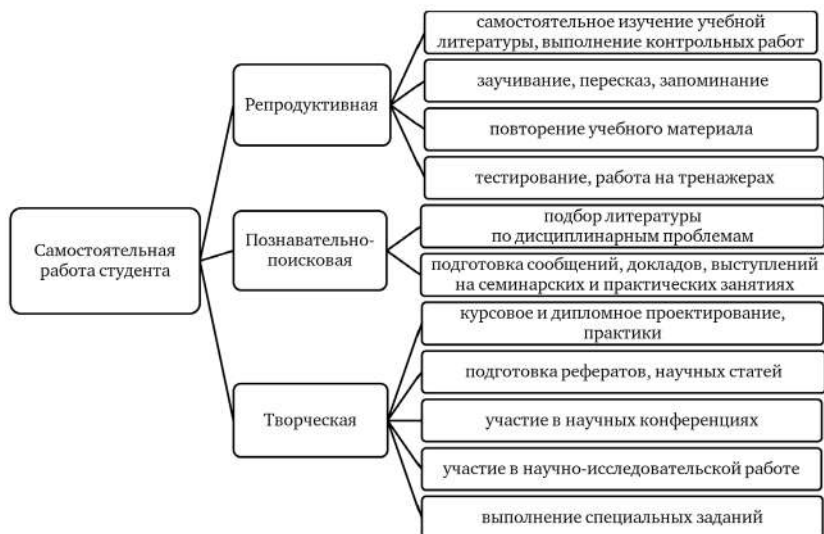 самостоятельное изучение учебной
литературы, выполнение контрольных работ
Репродуктивная
заучивание, пересказ, запоминание
повторение учебного материала
тестирование, работа на тренажерах
Самостоятельная
работа студента
Познавательно-
поисковая
подбор литературы
по дисциплинарным проблемам
подготовка сообщений, докладов, выступлений
на семинарских и практических занятиях
Творческая
курсовое и дипломное проектирование,
практики
подготовка рефератов, научных статей
участие в научных конференциях
участие в научно-исследовательской работе
выполнение специальных заданий